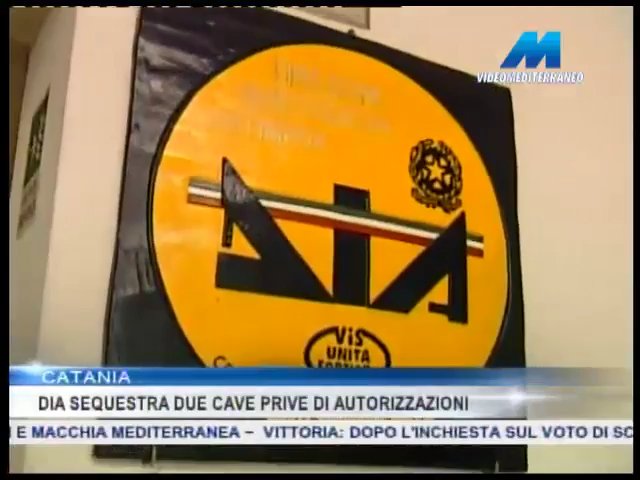 VIDEOMEDITERRANEO
DIA
VIS
UNITA
CATANIA
DIA SEQUESTRA DUE CAVE PRIVE DI AUTORIZZAZIONI
I E MACCHIA MEDITERRANEA – VITTORIA: DOPO L'INCHIESTA SUL VOTO DI SC